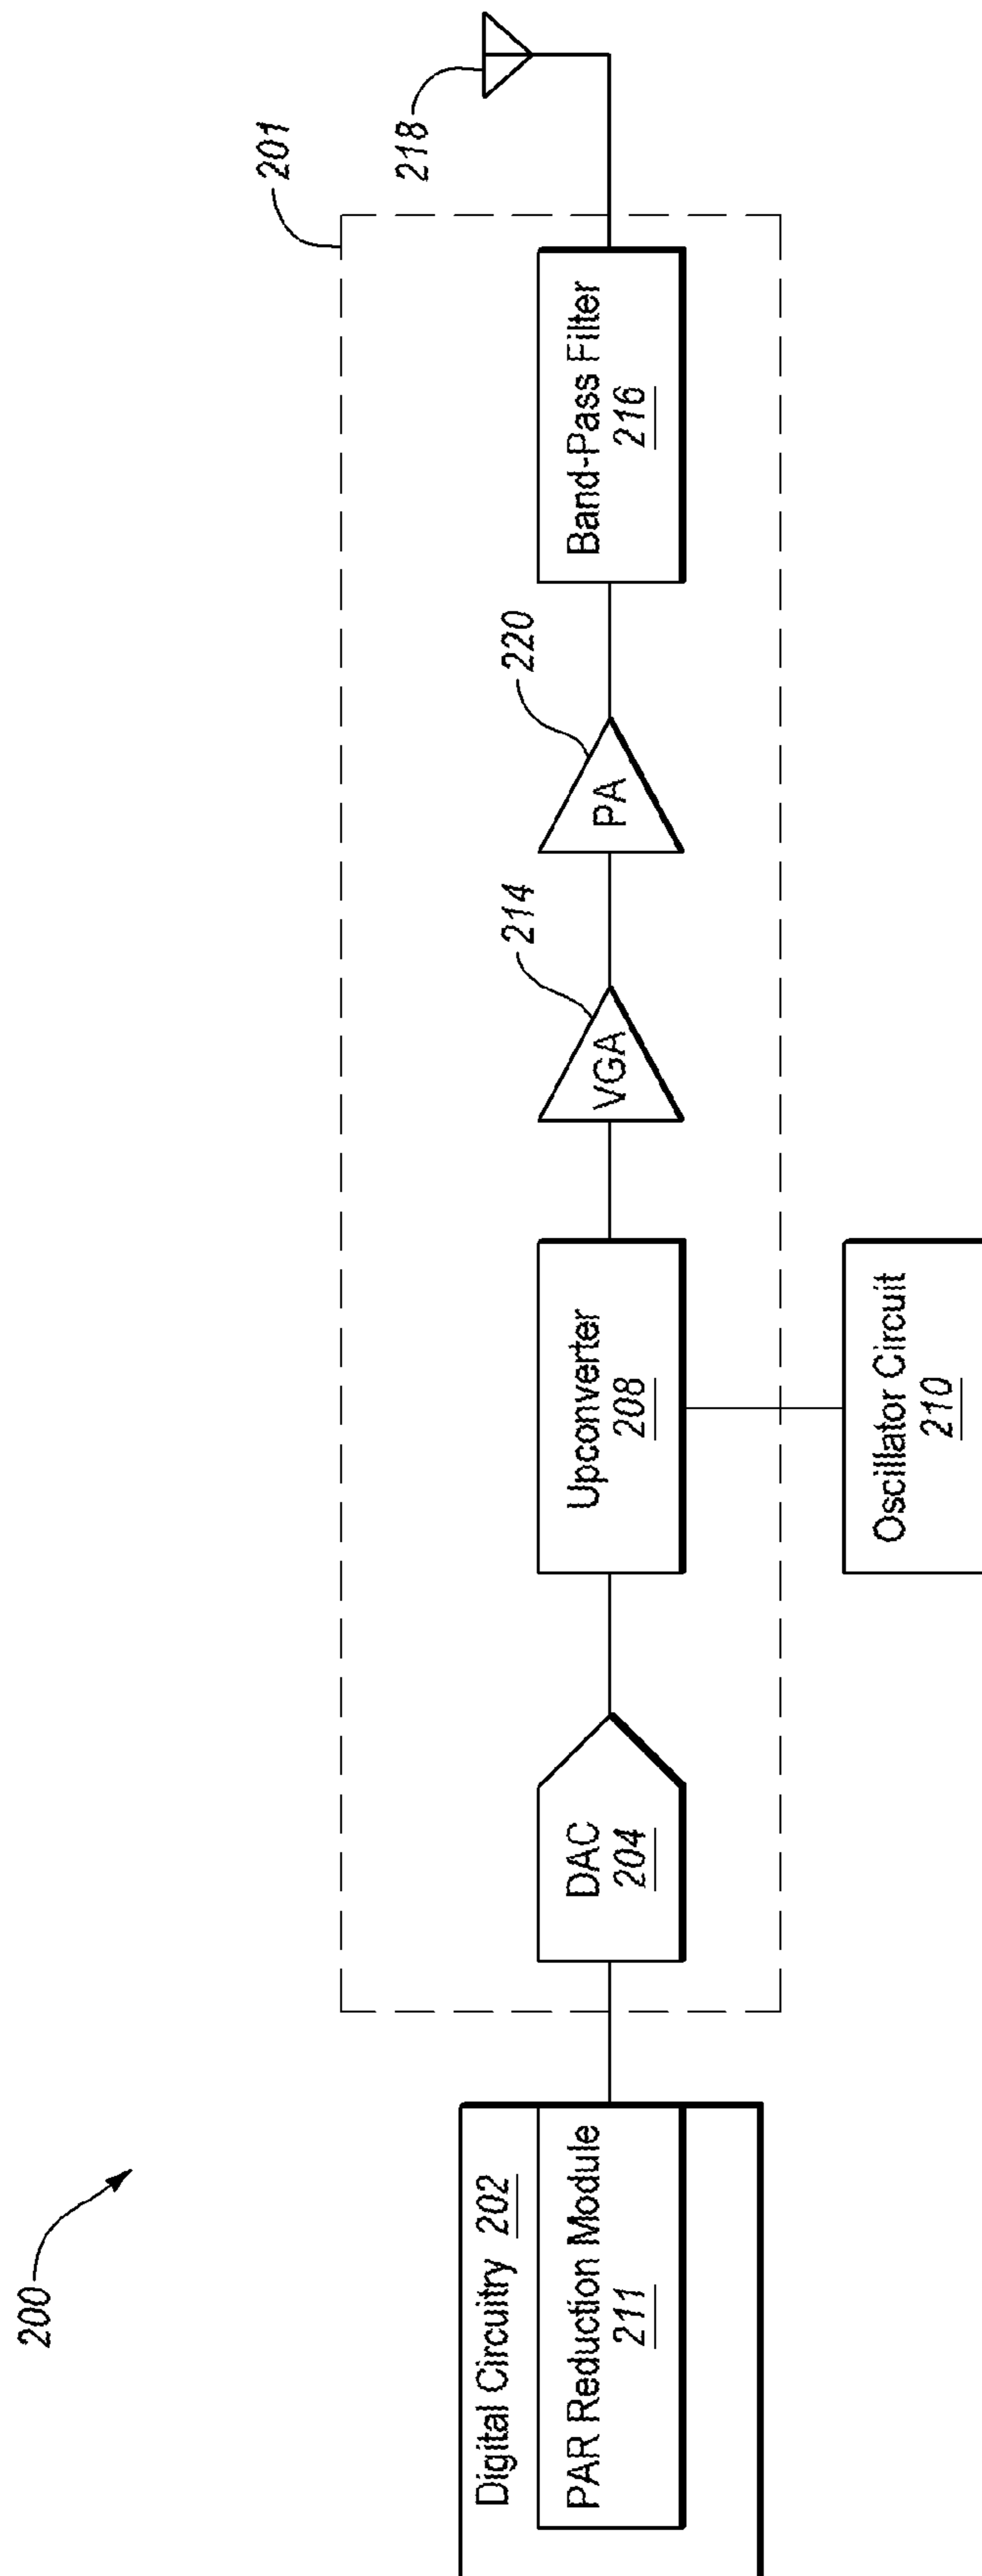 200
Digital Circuitry 202
PAR Reduction Module
211
DAC
204
Upconverter
208
Oscillator Circuit
210
VGA
214
PA
220
Band-Pass Filter
216
201
218